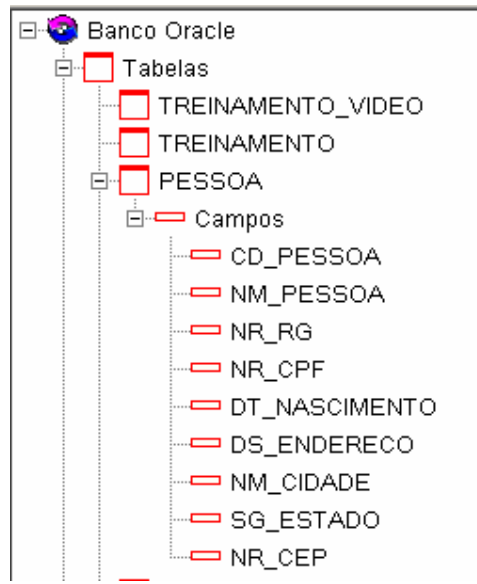 Banco Oracle
Tabelas
TREINAMENTO_VIDEO
TREINAMENTO
PESSOA
Campos
CD_PESSOA
NM_PESSOA
NR_RG
NR_CPF
DT_NASCIMENTO
DS_ENDERECO
NM_CIDADE
SG_ESTADO
NR_CEP